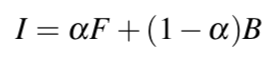 I = αF + (1 − α)B